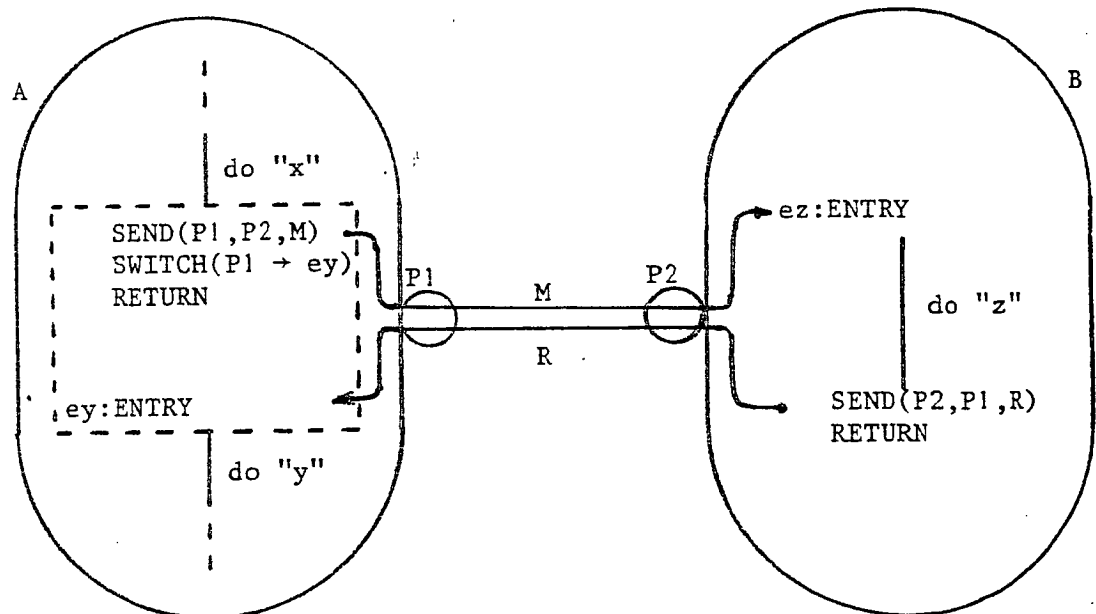 A
do "x"
SEND(P1,P2,M)
SWITCH(P1 → ey)
RETURN
ey:ENTRY
do "y"
P1
M
R
P2
B
ez:ENTRY
do "z"
SEND(P2,P1,R)
RETURN